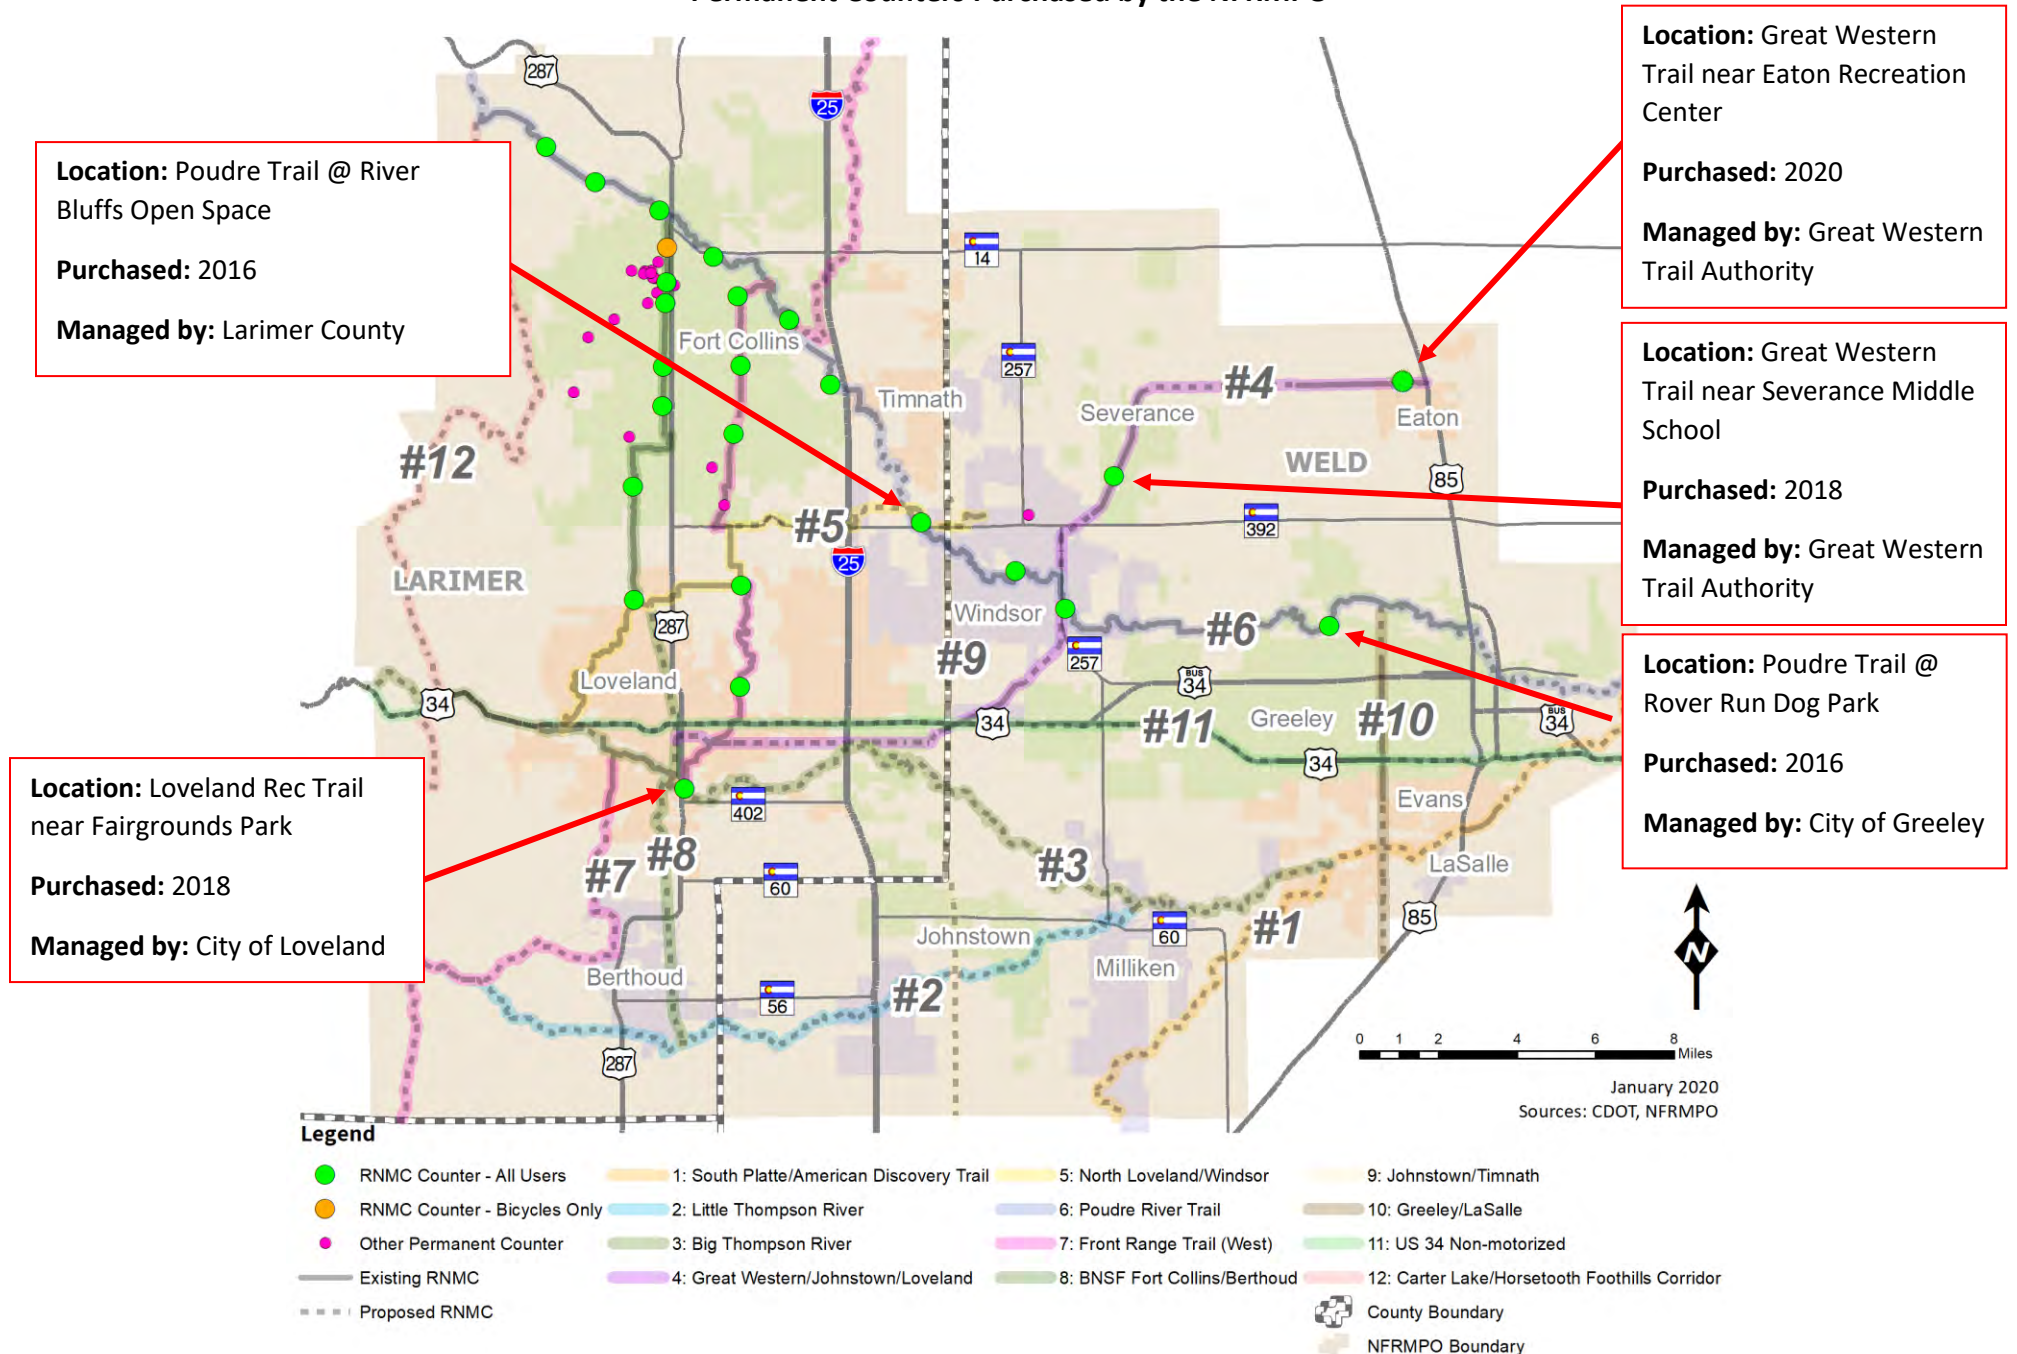 Permanent Counters Purchased by the NFRMPO
Location: Great Western
Trail near Eaton Recreation
Center
Purchased: 2020
Managed by: Great Western
Trail Authority
Location: Poudre Trail @ River
Bluffs Open Space
Purchased: 2016
Managed by: Larimer County
Location: Great Western
Trail near Severance Middle
School
Purchased: 2018
Managed by: Great Western
Trail Authority
Location: Poudre Trail @
Rover Run Dog Park
Purchased: 2016
Managed by: City of Greeley
Location: Loveland Rec Trail
near Fairgrounds Park
Purchased: 2018
Managed by: City of Loveland
287
25
14
Fort Collins
257
Timnath
#4
Severance
Eaton
#12
WELD
85
#5
392
25
LARIMER
Windsor
287
#6
#9
257
Loveland
BUS
34
34
34
#11
Greeley
#10
BUS
34
34
402
Evans
#8
#3
LaSalle
#7
60
85
#1
60
Johnstown
Milliken
Berthoud
#2
56
N
287
0 1 2 4 6 8
Miles
January 2020
Sources: CDOT, NFRMPO
Legend
RNMC Counter - All Users
RNMC Counter - Bicycles Only
Other Permanent Counter
Existing RNMC
Proposed RNMC
1: South Platte/American Discovery Trail
2: Little Thompson River
3: Big Thompson River
4: Great Western/Johnstown/Loveland
5: North Loveland/Windsor
6: Poudre River Trail
7: Front Range Trail (West)
8: BNSF Fort Collins/Berthoud
9: Johnstown/Timnath
10: Greeley/LaSalle
11: US 34 Non-motorized
12: Carter Lake/Horsetooth Foothills Corridor
County Boundary
NFRMPO Boundary